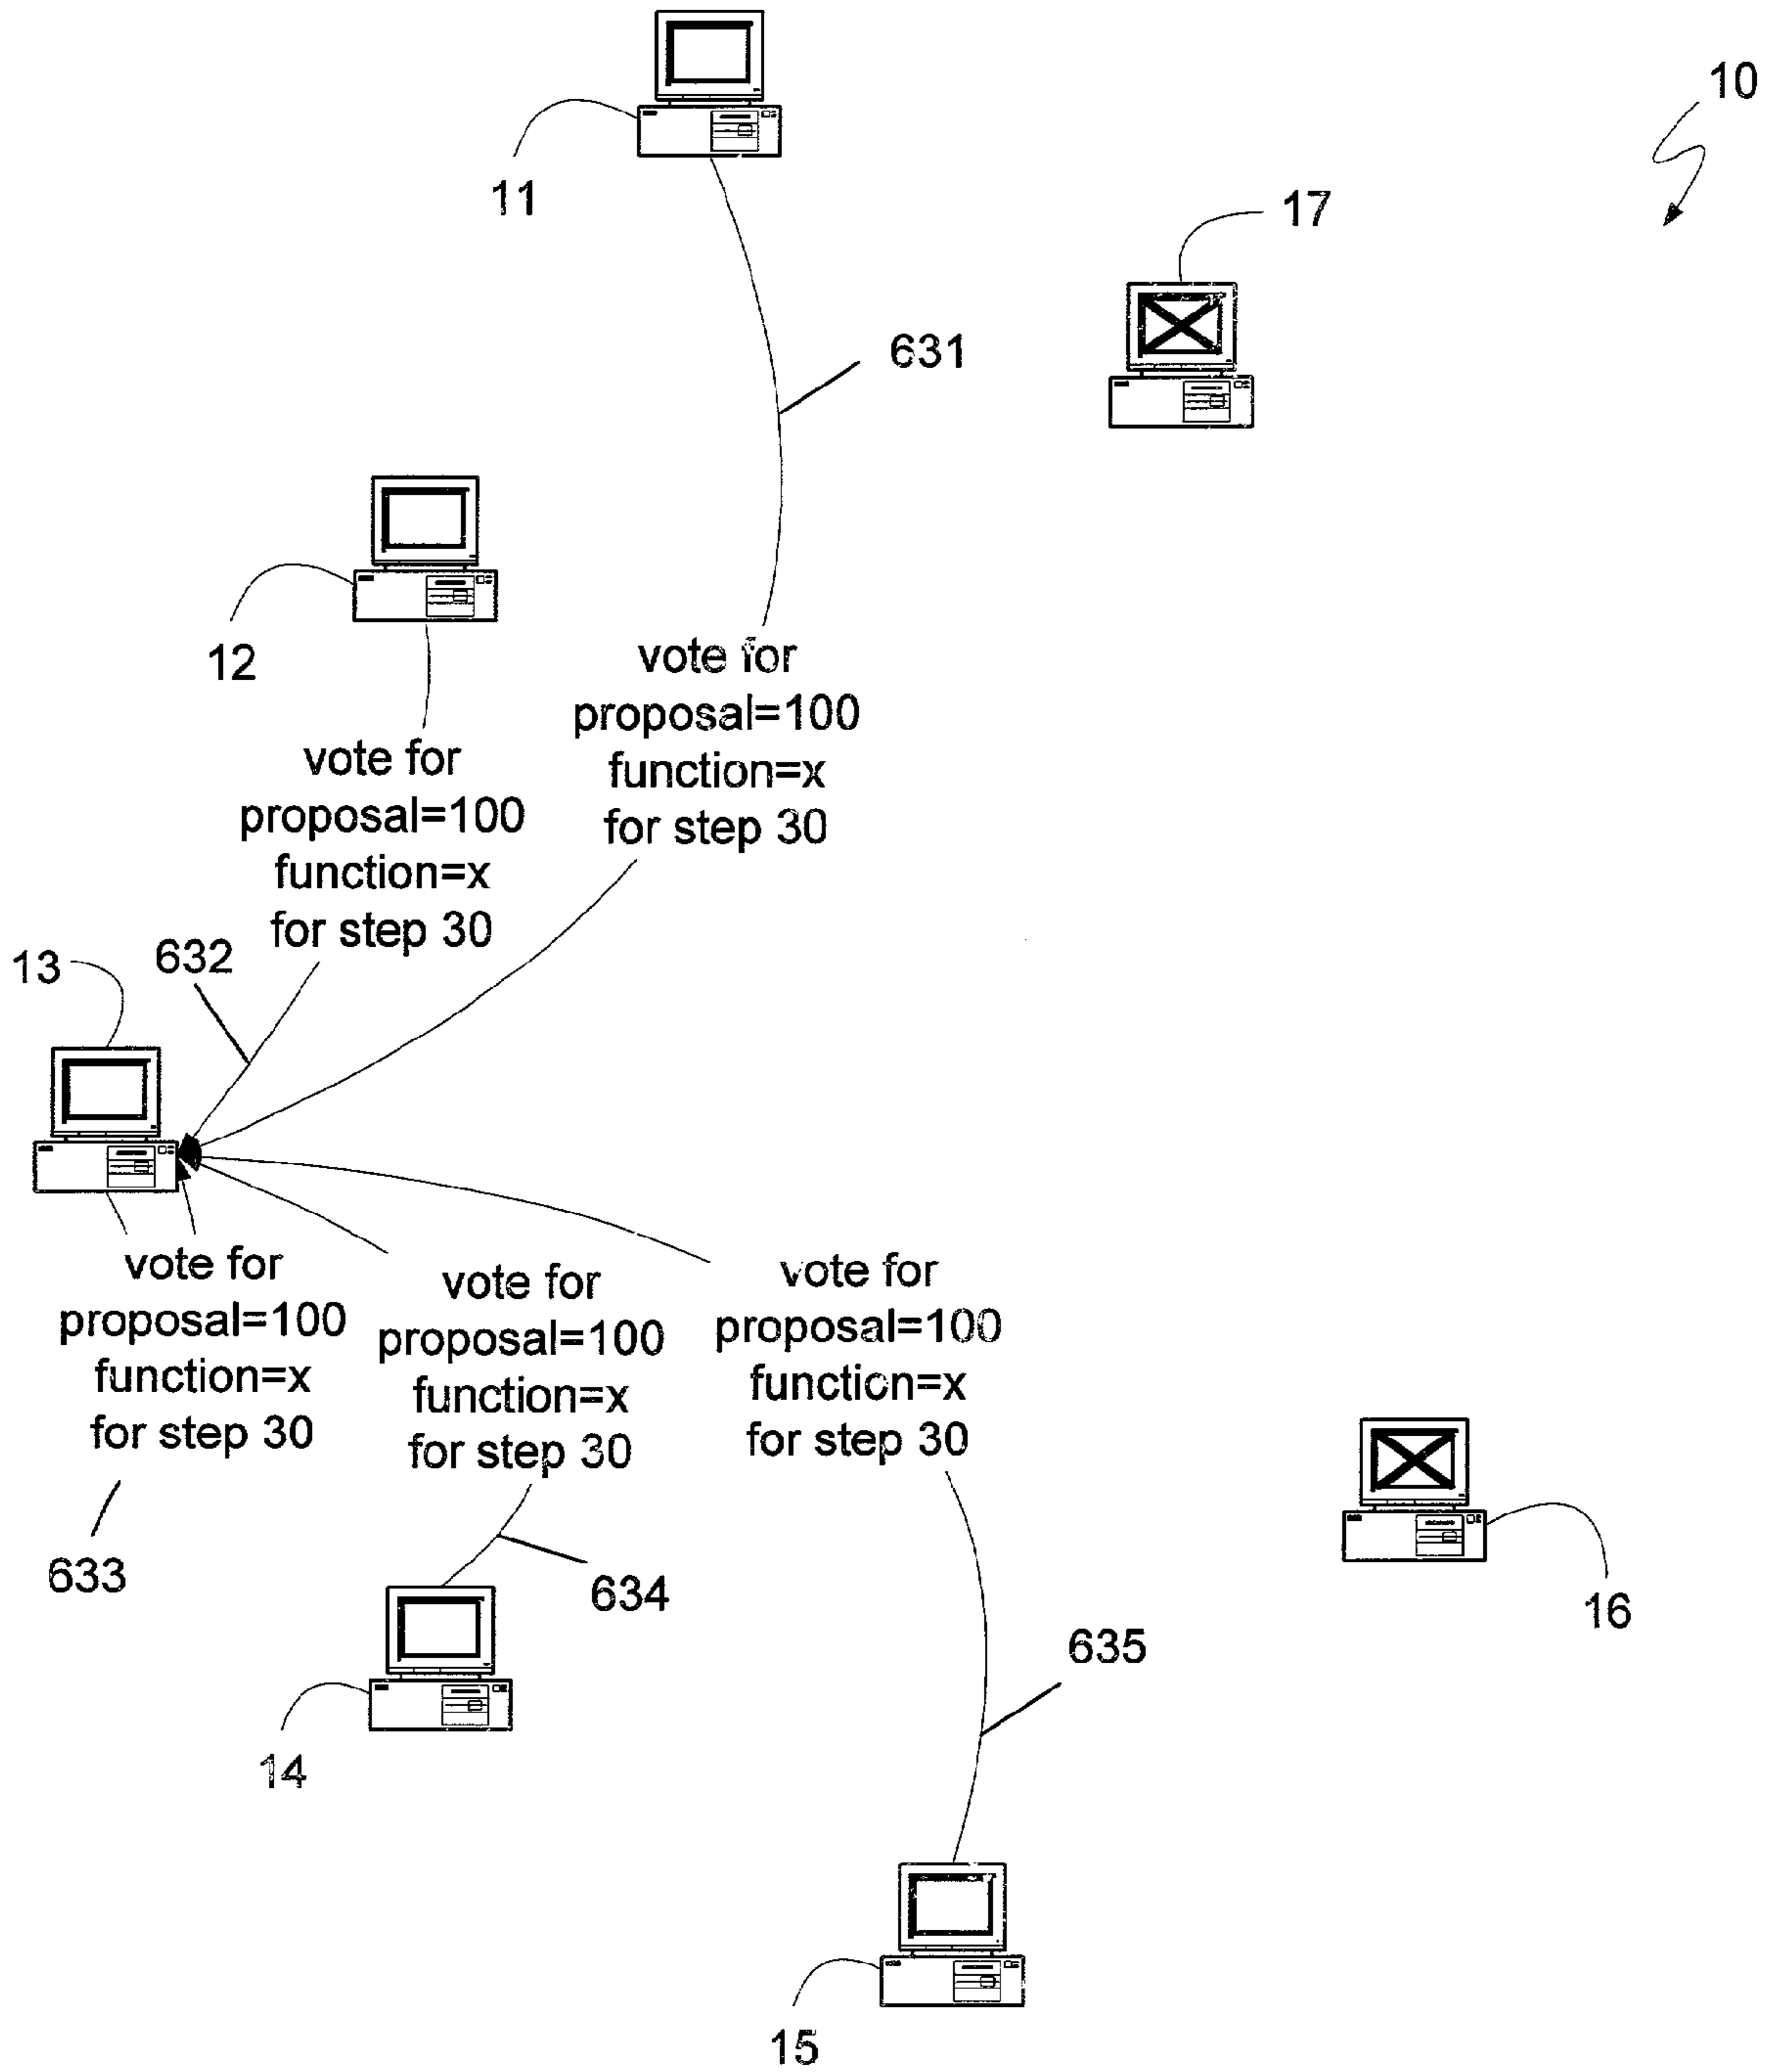 10
11
17
631
12
vote for
proposal=100
function=x
for step 30
vote for
proposal=100
function=x
for step 30
13
632
vote for
proposal=100
function=x
for step 30
633
vote for
proposal=100
function=x
for step 30
634
vote for
proposal=100
function=x
for step 30
635
16
14
15